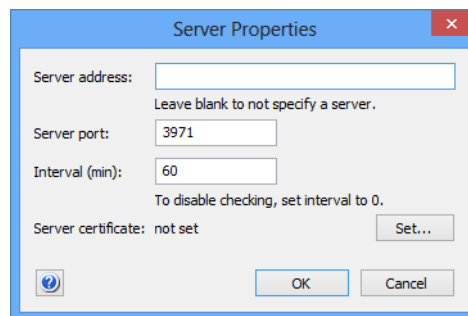 Server Properties
Server address:
Leave blank to not specify a server.
Server port: 3971
Interval (min): 60
To disable checking, set interval to 0.
Server certificate: not set Set...
OK Cancel